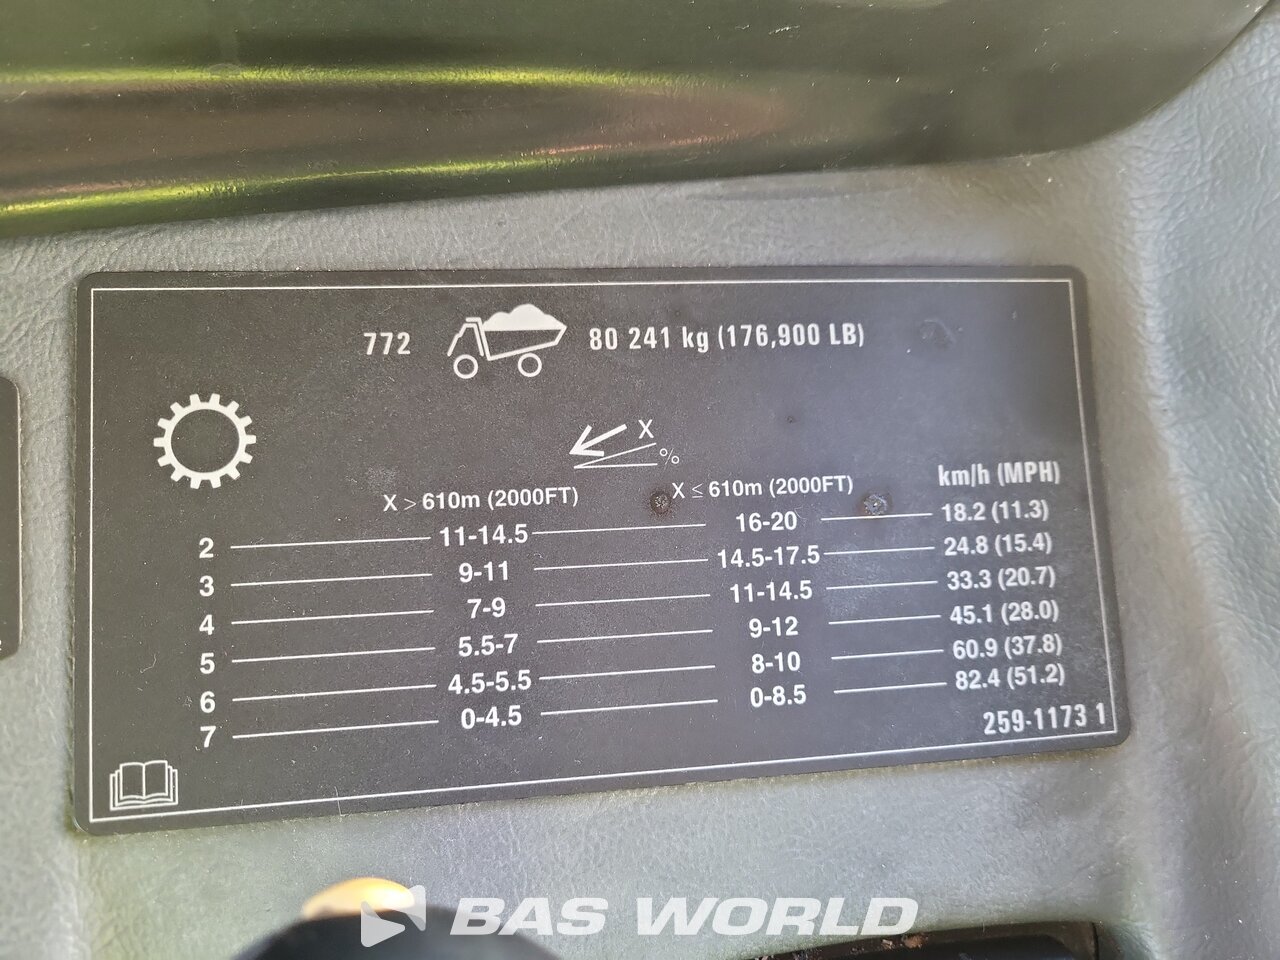 772 80 241 kg (176,900 LB)
X %
X > 610m (2000FT) X ≤ 610m (2000FT) km/h (MPH)
2 11-14.5 16-20 18.2 (11.3)
3 9-11 14.5-17.5 24.8 (15.4)
4 7-9 11-14.5 33.3 (20.7)
5 5.5-7 9-12 45.1 (28.0)
6 4.5-5.5 8-10 60.9 (37.8)
7 0-4.5 0-8.5 82.4 (51.2)
259-1173 1
BAS WORLD